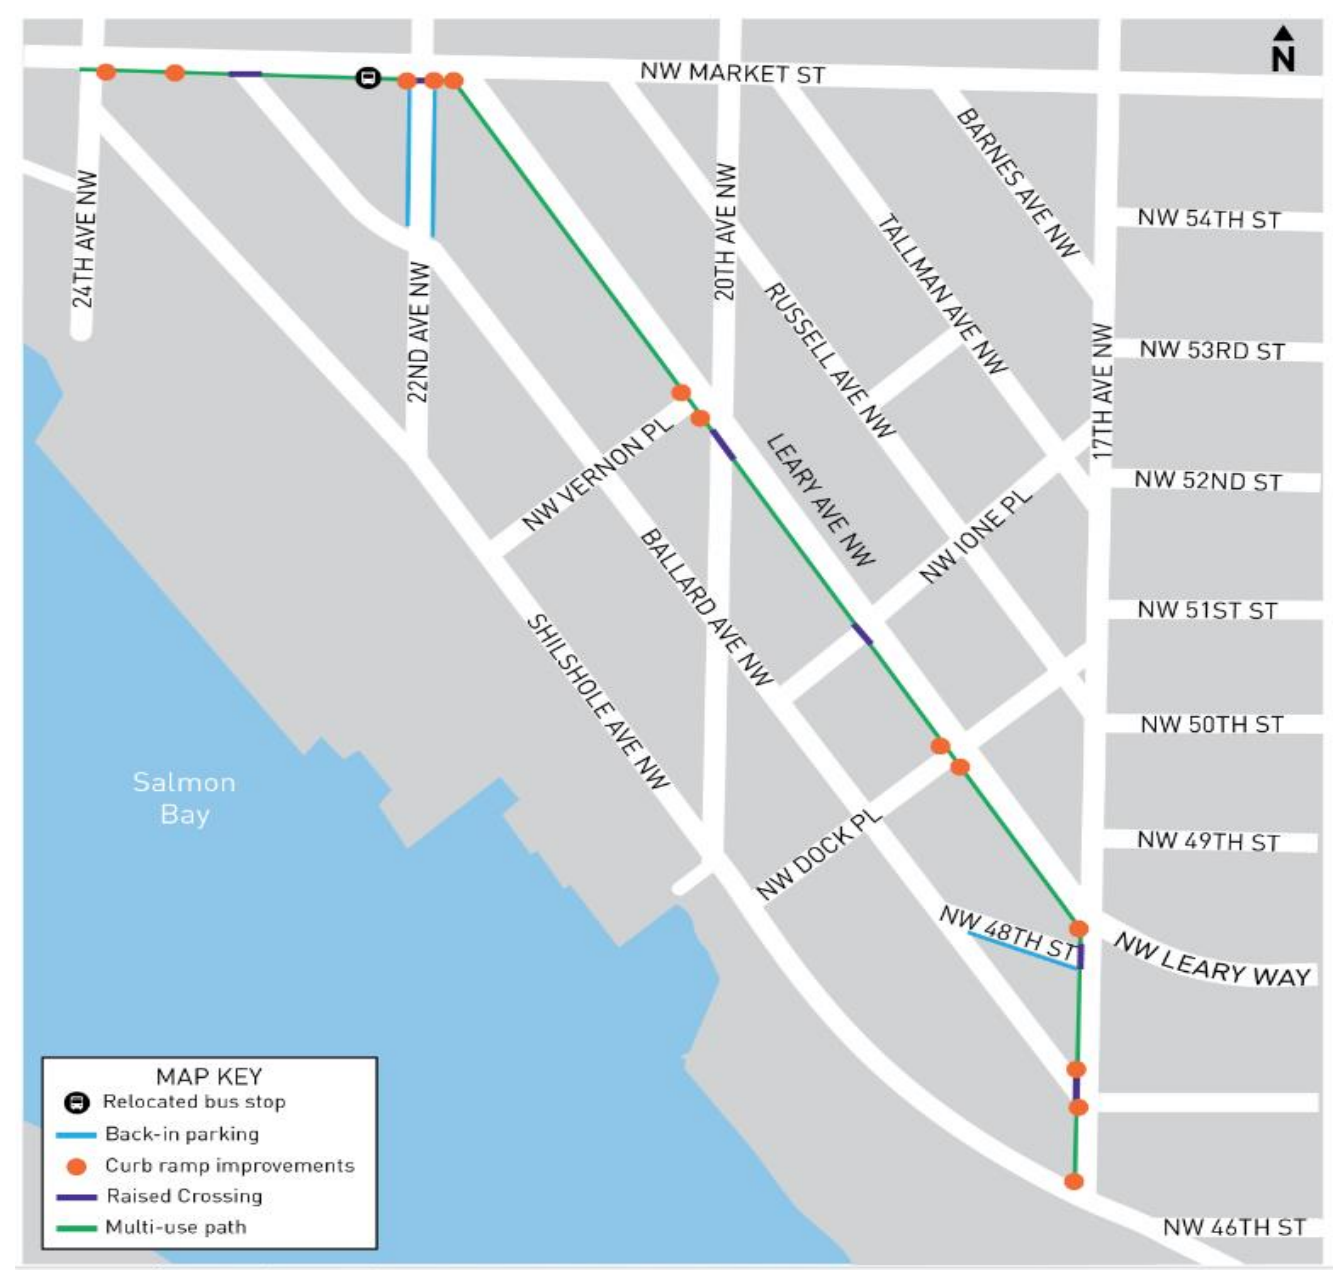 N
NW MARKET ST
BARNES AVE NW
24TH AVE NW
20TH AVE NW
NW 54TH ST
TALLMAN AVE NW
22ND AVE NW
RUSSELL AVE NW
17TH AVE NW
NW 53RD ST
NW VERNON PL
LEARY AVE NW
NW 52ND ST
NW IONE PL
BALLARD AVE NW
NW 51ST ST
SHILSHOLE AVE NW
NW 50TH ST
Salmon
Bay
NW DOCK PL
NW 49TH ST
NW 48TH ST
NW LEARY WAY
MAP KEY
Relocated bus stop
Back-in parking
Curb ramp improvements
Raised Crossing
Multi-use path
NW 46TH ST